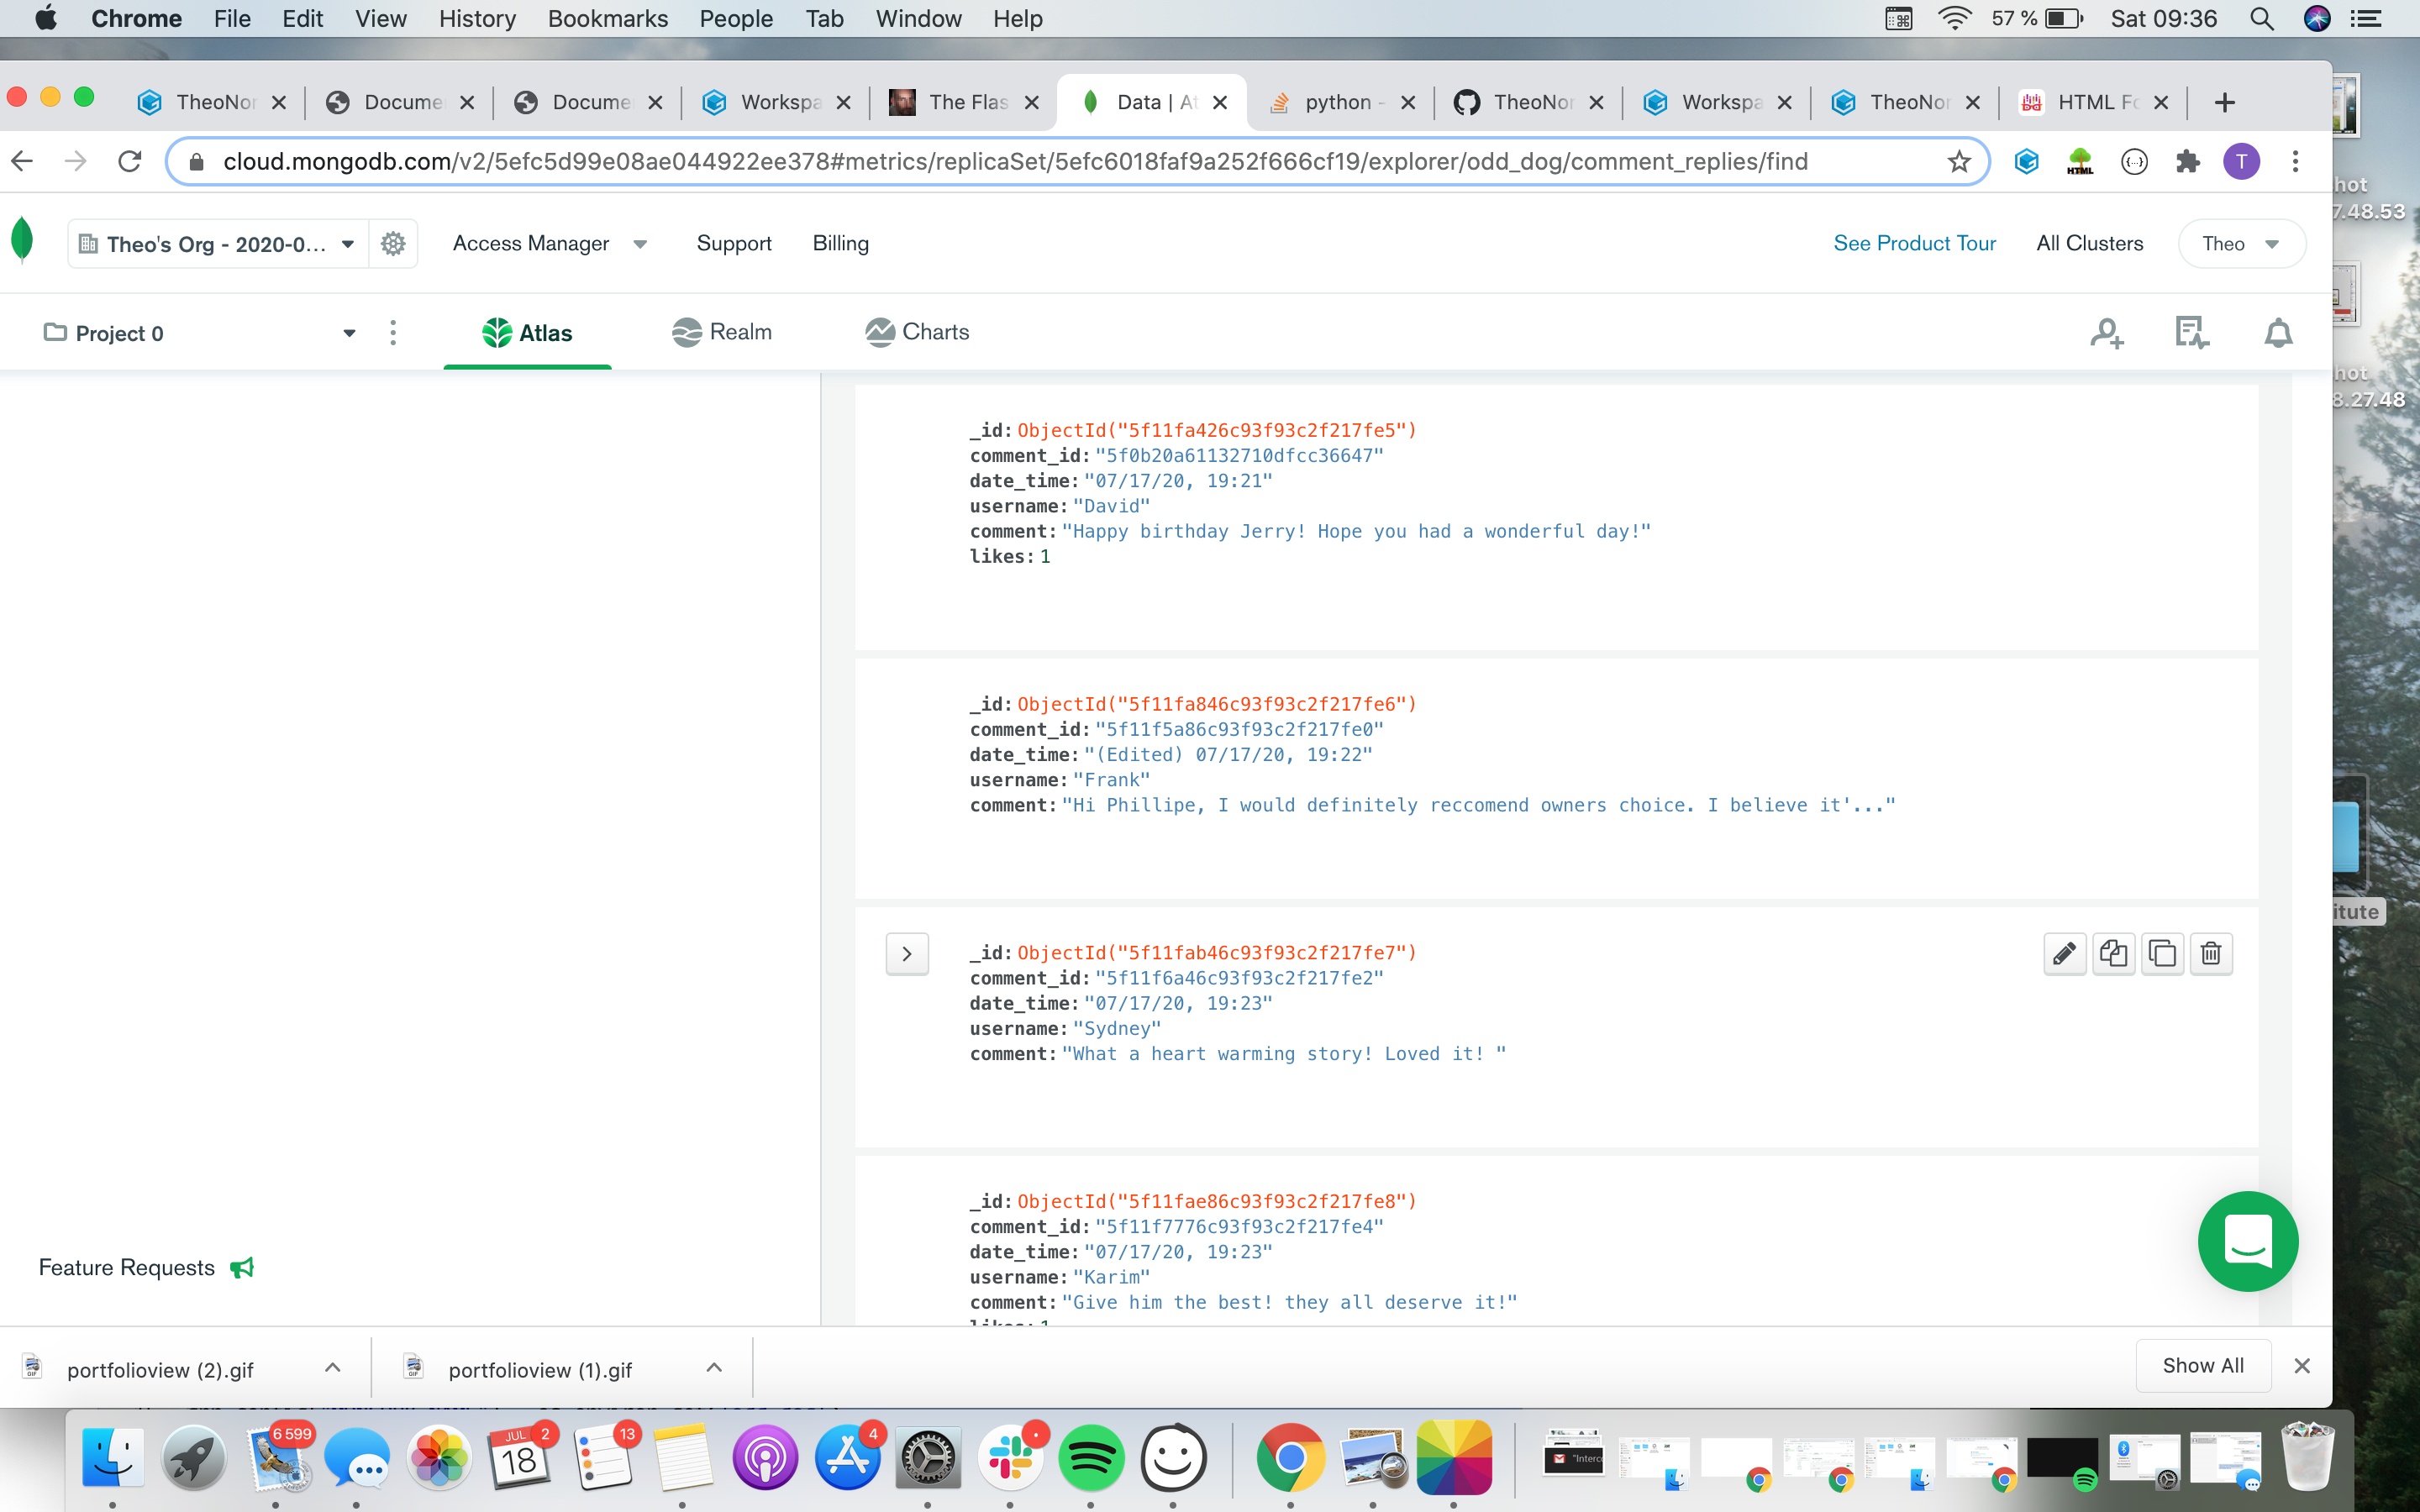 Chrome File Edit View History Bookmarks People Tab Window Help 57 % Sat 09:36
TheoNor Docume Docume Workspa The Flas Data | At python - TheoNor Workspa TheoNor HTML Fo
cloud.mongodb.com/v2/5efc5d99e08ae044922ee378#metrics/replicaSet/5efc6018faf9a252f666cf19/explorer/odd_dog/comment_replies/find
HTML
T
hot
7.48.53
Theo's Org - 2020-0... Access Manager Support Billing See Product Tour All Clusters Theo
Project 0 Atlas Realm Charts
hot
8.27.48
_id: ObjectId("5f11fa426c93f93c2f217fe5")
comment_id: "5f0b20a61132710dfcc36647"
date_time: "07/17/20, 19:21"
username: "David"
comment: "Happy birthday Jerry! Hope you had a wonderful day!"
likes: 1
_id: ObjectId("5f11fa846c93f93c2f217fe6")
comment_id: "5f11f5a86c93f93c2f217fe0"
date_time: "(Edited) 07/17/20, 19:22"
username: "Frank"
comment: "Hi Phillipe, I would definitely reccomend owners choice. I believe it'..."
itute
_id: ObjectId("5f11fab46c93f93c2f217fe7")
comment_id: "5f11f6a46c93f93c2f217fe2"
date_time: "07/17/20, 19:23"
username: "Sydney"
comment: "What a heart warming story! Loved it! "
_id: ObjectId("5f11fae86c93f93c2f217fe8")
comment_id: "5f11f7776c93f93c2f217fe4"
date_time: "07/17/20, 19:23"
username: "Karim"
comment: "Give him the best! they all deserve it!"
likes: 1
Feature Requests
portfolioview (2).gif portfolioview (1).gif Show All
6 599 JUL 18 2 13 4